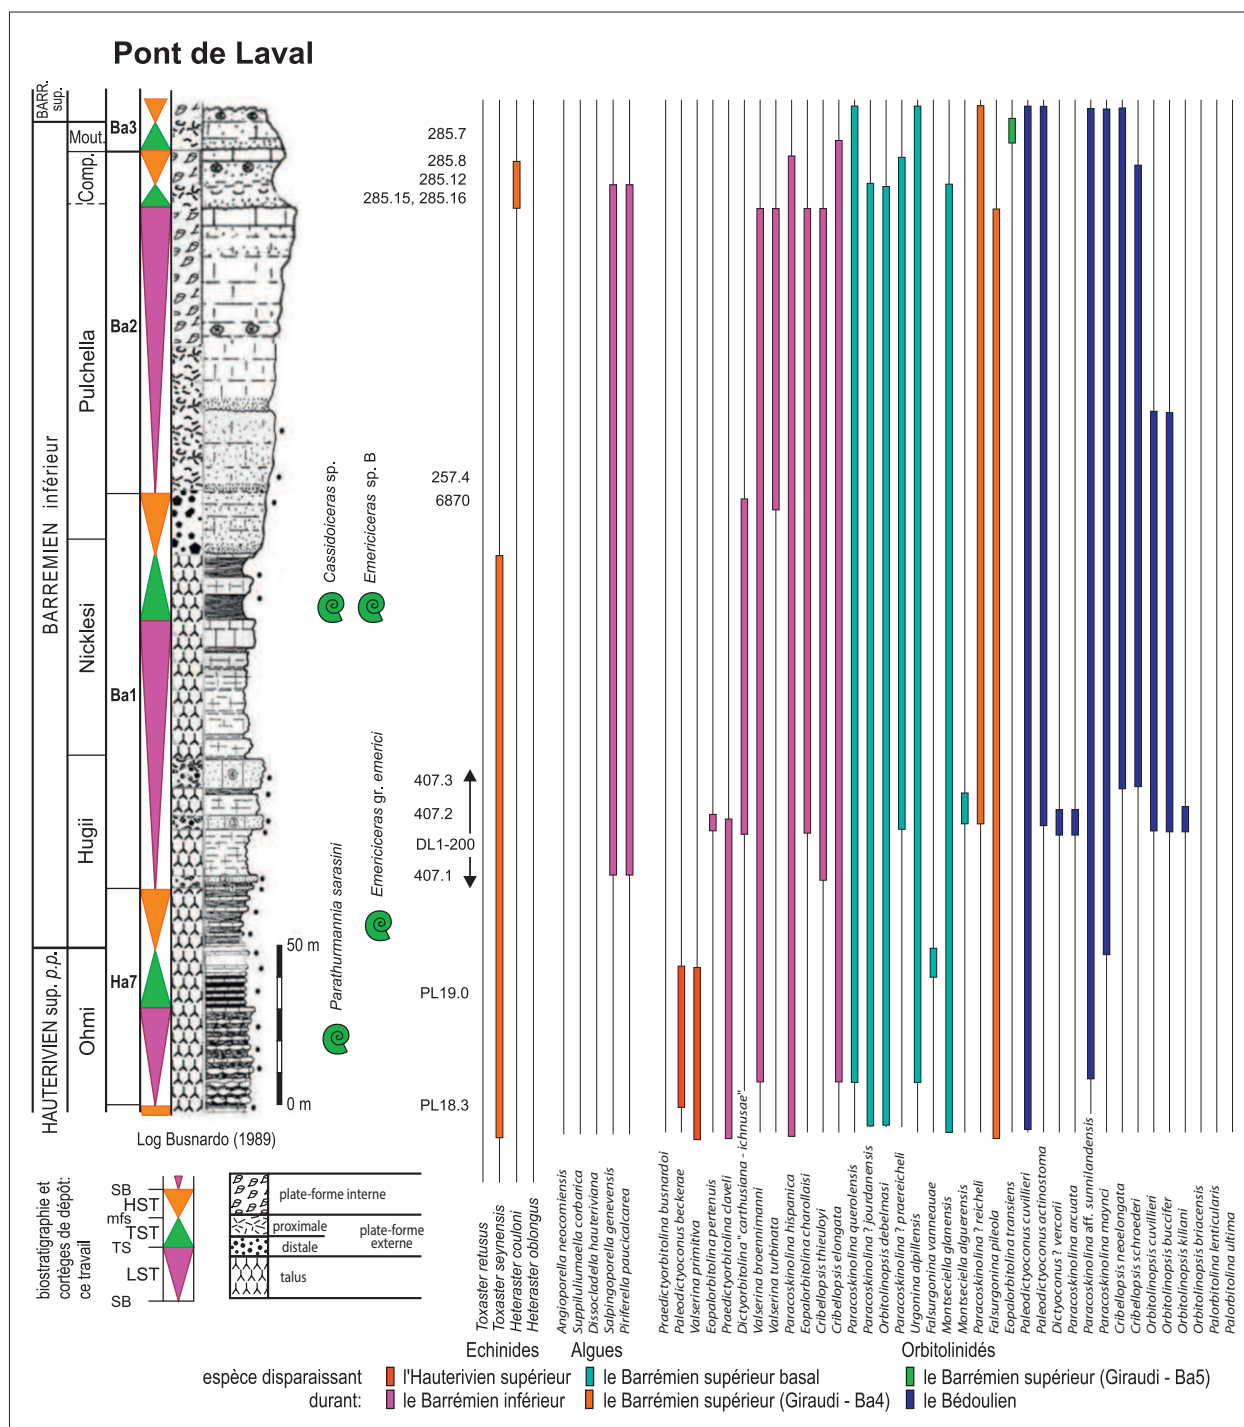 Pont de Laval
BARR. sup.
BARREMIEN inférieur
HAUTERIVIEN sup. p.p.
Mout.
Comp.
Pulchella
Nicklesi
Hugii
Ohmi
Ba3
Ba2
Ba1
Ha7
285.7
285.8
285.12
285.15, 285.16
257.4
6870
407.3
407.2
DL1-200
407.1
PL19.0
PL18.3
Cassidoiceras sp.
Emericiceras sp. B
Emericiceras gr. emerici
Parathurmannia sarasini
50 m
0 m
Log Busnardo (1989)
biostratigraphie et
cortèges de dépôt:
ce travail
SB
HST
mfs
TST
TS
LST
SB
plate-forme interne
proximale
distale
plate-forme
externe
talus
Toxaster retusus
Toxaster seynensis
Heteraster couloni
Heteraster oblongus
Angioporella neocomiensis
Suppiluliumaella corbarica
Dissocladella hauteriviana
Salpingoporella genevensis
Piriferella paucicalcarea
Praedictyorbitolina busnardoi
Paleodictyoconus beckerae
Valserina primitiva
Eopalorbitolina pertenuis
Praedictyorbitolina claveli
Dictyorbitolina "carthusiana - ichnusae"
Valserina broennimanni
Valserina turbinata
Paracoskinolina hispanica
Eopalorbitolina charollaisi
Cribellopsis thieuloyi
Cribellopsis elongata
Paracoskinolina querolensis
Paracoskinolina ? jourdanensis
Orbitolinopsis debelmasi
Paracoskinolina ? praereicheli
Urgonina alpillensis
Falsurgonina vanneauae
Montseciella glanensis
Montseciella alguerensis
Paracoskinolina ? reicheli
Falsurgonina pileola
Eopalorbitolina transiens
Paleodictyoconus cuvillieri
Paleodictyoconus actinostoma
Dictyoconus ? vercorii
Paracoskinolina arcuata
Paracoskinolina aff. sunnilandensis
Paracoskinolina maynci
Cribellopsis neoelongata
Cribellopsis schroederi
Orbitolinopsis cuvillieri
Orbitolinopsis buccifer
Orbitolinopsis kiliani
Orbitolinopsis briacensis
Palorbitolina lenticularis
Palorbitolina ultima
Echinides
Algues
Orbitolinidés
espèce disparaissant
durant:
l'Hauterivien supérieur
le Barrémien inférieur
le Barrémien supérieur basal
le Barrémien supérieur (Giraudi - Ba4)
le Barrémien supérieur (Giraudi - Ba5)
le Bédoulien